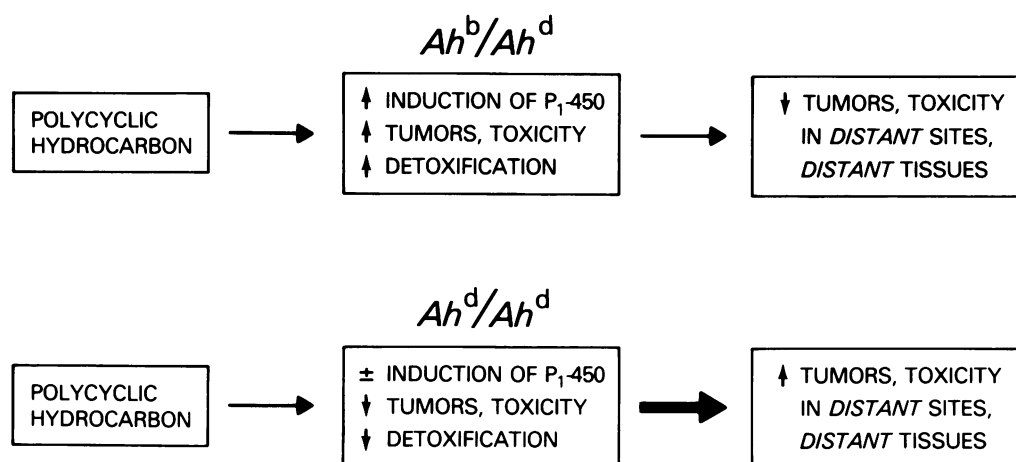 Ah^b/Ah^d
POLYCYCLIC
HYDROCARBON
↑ INDUCTION OF P₁-450
↑ TUMORS, TOXICITY
↑ DETOXIFICATION
↓ TUMORS, TOXICITY
IN DISTANT SITES,
DISTANT TISSUES
Ah^d/Ah^d
POLYCYCLIC
HYDROCARBON
± INDUCTION OF P₁-450
↓ TUMORS, TOXICITY
↓ DETOXIFICATION
↑ TUMORS, TOXICITY
IN DISTANT SITES,
DISTANT TISSUES